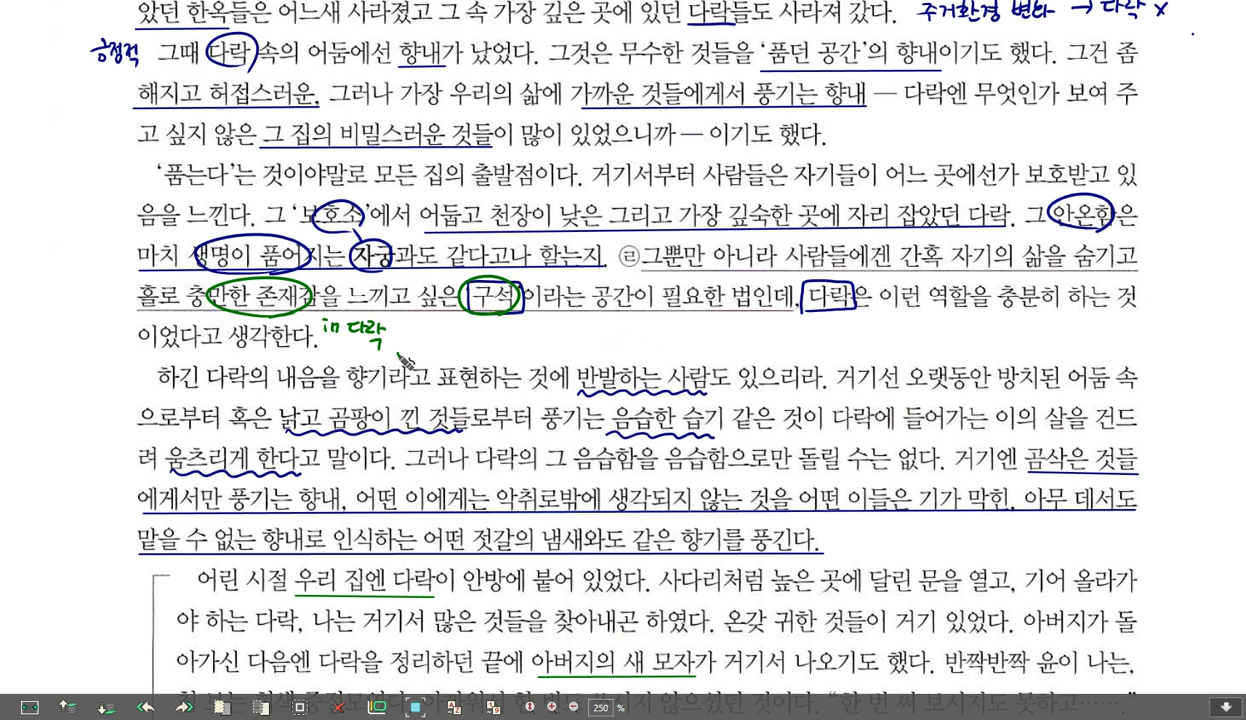 았던 한옥들은 어느새 사라졌고 그 속 가장 깊은 곳에 있던 다락들도 사라져 갔다. 주거환경 변화 → 다락 x
긍정적 그때 다락 속의 어둠에선 향내가 났었다. 그것은 무수한 것들을 '품던 공간'의 향내이기도 했다. 그건 좀
해지고 허접스러운, 그러나 가장 우리의 삶에 가까운 것들에게서 풍기는 향내 — 다락엔 무엇인가 보여 주
고 싶지 않은 그 집의 비밀스러운 것들이 많이 있었으니까 — 이기도 했다.
'품는다'는 것이야말로 모든 집의 출발점이다. 거기서부터 사람들은 자기들이 어느 곳에선가 보호받고 있
음을 느낀다. 그 '보호소'에서 어둡고 천장이 낮은 그리고 가장 깊숙한 곳에 자리 잡았던 다락. 그 안온함은
마치 생명이 품어지는 자궁과도 같다고나 할는지. ㉣그뿐만 아니라 사람들에겐 간혹 자기의 삶을 숨기고
홀로 충만한 존재감을 느끼고 싶은 구석이라는 공간이 필요한 법인데, 다락은 이런 역할을 충분히 하는 것
이었다고 생각한다. in 다락
하긴 다락의 내음을 향기라고 표현하는 것에 반발하는 사람도 있으리라. 거기선 오랫동안 방치된 어둠 속
으로부터 혹은 낡고 곰팡이 낀 것들로부터 풍기는 음습한 습기 같은 것이 다락에 들어가는 이의 살을 건드
려 움츠리게 한다고 말이다. 그러나 다락의 그 음습함을 음습함으로만 돌릴 수는 없다. 거기엔 곰삭은 것들
에게서만 풍기는 향내, 어떤 이에게는 악취로밖에 생각되지 않는 것을 어떤 이들은 기가 막힌, 아무 데서도
맡을 수 없는 향내로 인식하는 어떤 젓갈의 냄새와도 같은 향기를 풍긴다.
어린 시절 우리 집엔 다락이 안방에 붙어 있었다. 사다리처럼 높은 곳에 달린 문을 열고, 기어 올라가
야 하는 다락, 나는 거기서 많은 것들을 찾아내곤 하였다. 온갖 귀한 것들이 거기 있었다. 아버지가 돌
아가신 다음엔 다락을 정리하던 끝에 아버지의 새 모자가 거기서 나오기도 했다. 반짝반짝 윤이 나는,
250 %